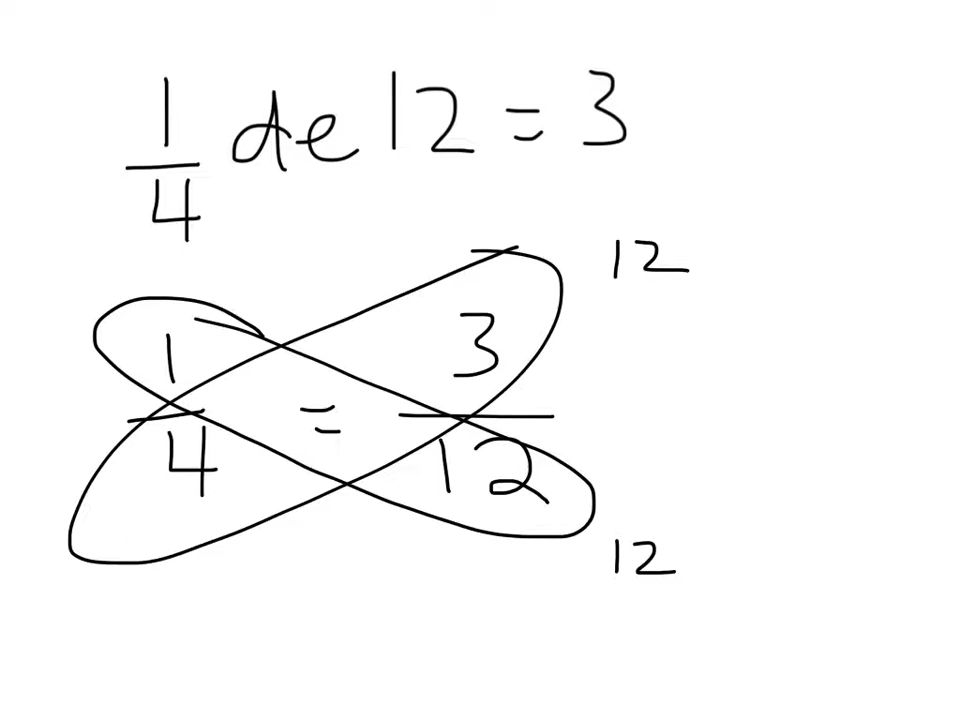 1/4 de 12 = 3
12
1/4 = 3/12
12